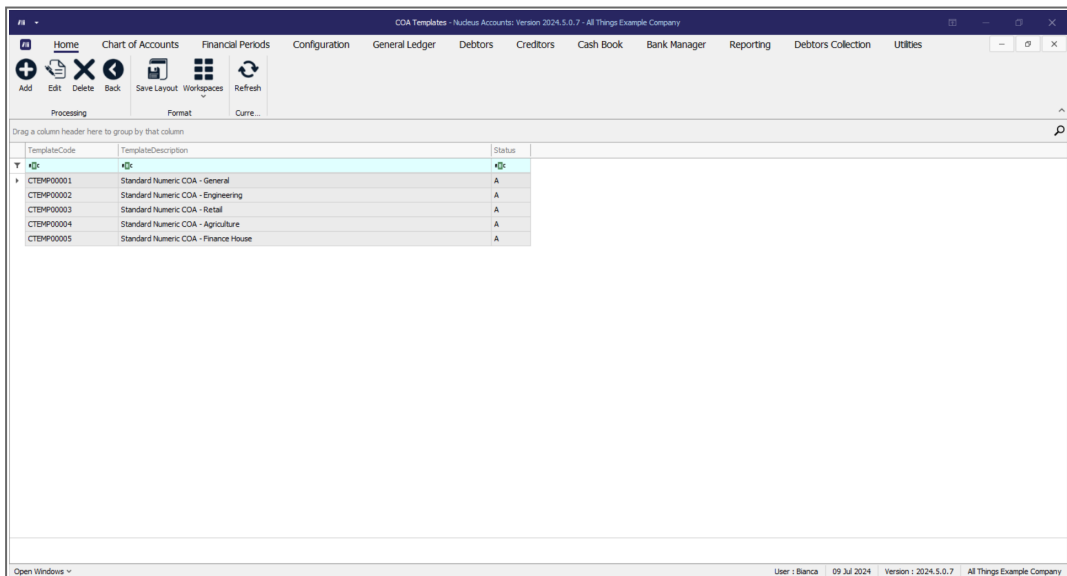 COA Templates - Nucleus Accounts: Version 2024.5.0.7 - All Things Example Company
Home Chart of Accounts Financial Periods Configuration General Ledger Debtors Creditors Cash Book Bank Manager Reporting Debtors Collection Utilities
Add Edit Delete Back Save Layout Workspaces Refresh
Processing Format Curre...
Drag a column header here to group by that column
TemplateCode TemplateDescription Status
CTEMP00001 Standard Numeric COA - General A
CTEMP00002 Standard Numeric COA - Engineering A
CTEMP00003 Standard Numeric COA - Retail A
CTEMP00004 Standard Numeric COA - Agriculture A
CTEMP00005 Standard Numeric COA - Finance House A
Open Windows User : Bianca 09 Jul 2024 Version : 2024.5.0.7 All Things Example Company